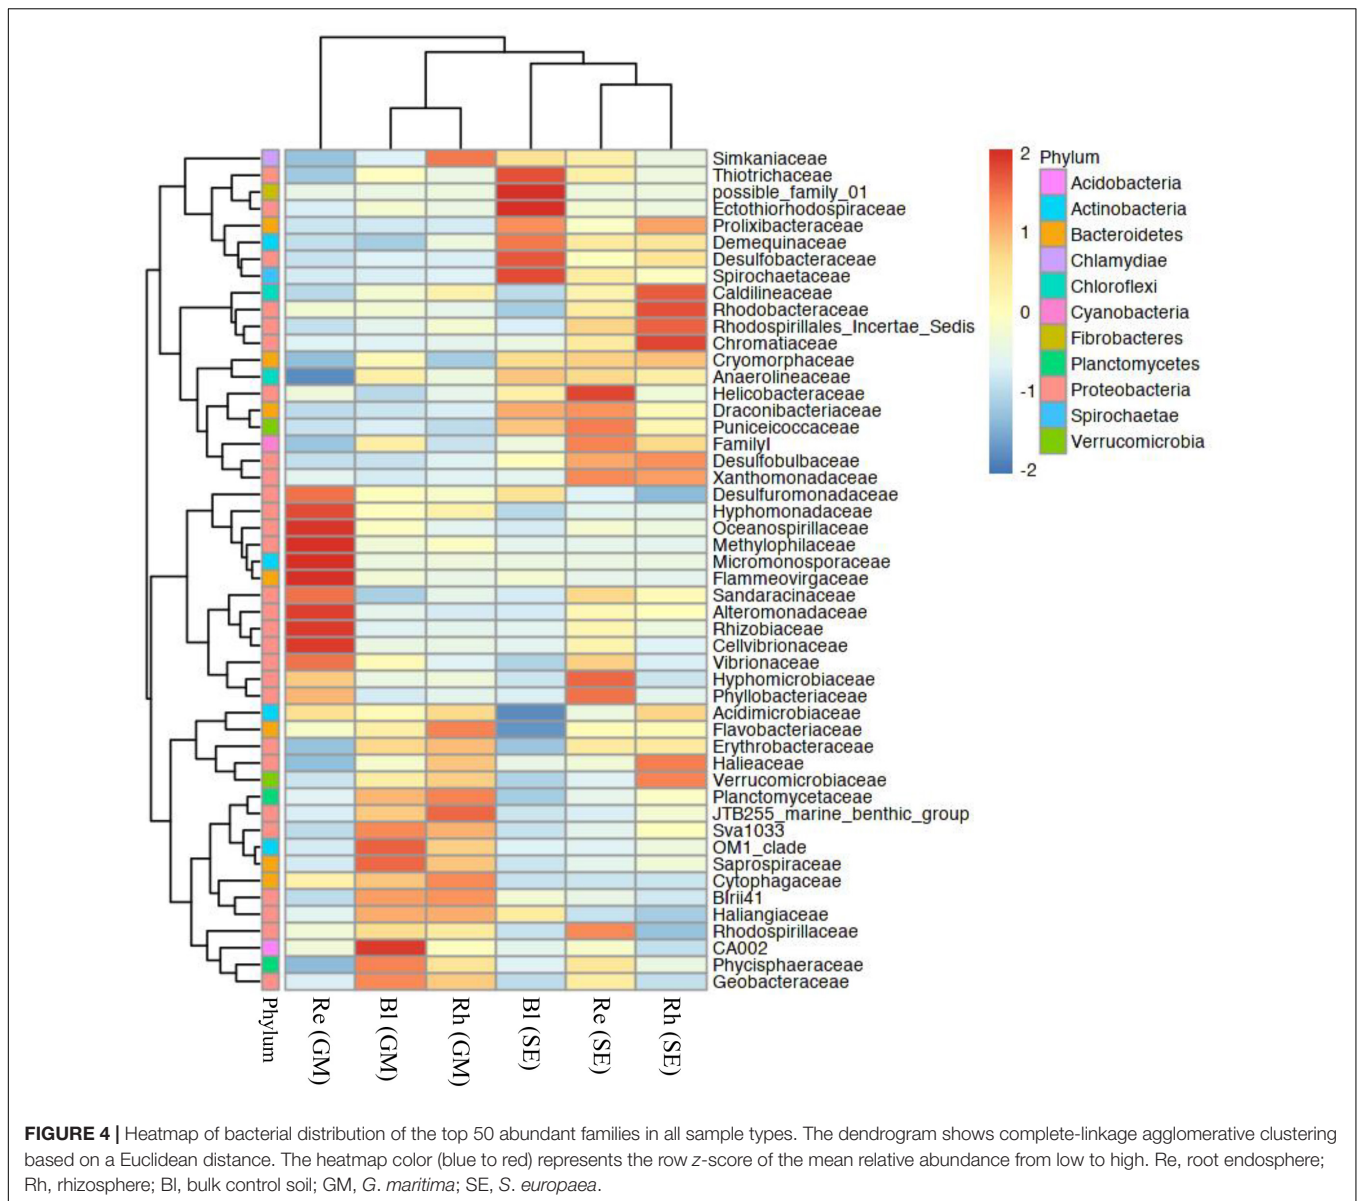 Simkaniaceae
Thiotrichaceae
possible_family_01
Ectothiorhodospiraceae
Prolixibacteraceae
Demequinaceae
Desulfobacteraceae
Spirochaetaceae
Caldilineaceae
Rhodobacteraceae
Rhodospirillales_Incertae_Sedis
Chromatiaceae
Cryomorphaceae
Anaerolineaceae
Helicobacteraceae
Draconibacteriaceae
Puniceicoccaceae
FamilyI
Desulfobulbaceae
Xanthomonadaceae
Desulfuromonadaceae
Hyphomonadaceae
Oceanospirillaceae
Methylophilaceae
Micromonosporaceae
Flammeovirgaceae
Sandaracinaceae
Alteromonadaceae
Rhizobiaceae
Cellvibrionaceae
Vibrionaceae
Hyphomicrobiaceae
Phyllobacteriaceae
Acidimicrobiaceae
Flavobacteriaceae
Erythrobacteraceae
Halieaceae
Verrucomicrobiaceae
Planctomycetaceae
JTB255_marine_benthic_group
Sva1033
OM1_clade
Saprospiraceae
Cytophagaceae
Blrii41
Haliangiaceae
Rhodospirillaceae
CA002
Phycisphaeraceae
Geobacteraceae
2
1
0
-1
-2
Phylum
Acidobacteria
Actinobacteria
Bacteroidetes
Chlamydiae
Chloroflexi
Cyanobacteria
Fibrobacteres
Planctomycetes
Proteobacteria
Spirochaetae
Verrucomicrobia
Phylum
Re (GM)
Bl (GM)
Rh (GM)
Bl (SE)
Re (SE)
Rh (SE)
FIGURE 4 | Heatmap of bacterial distribution of the top 50 abundant families in all sample types. The dendrogram shows complete-linkage agglomerative clustering
based on a Euclidean distance. The heatmap color (blue to red) represents the row z-score of the mean relative abundance from low to high. Re, root endosphere;
Rh, rhizosphere; Bl, bulk control soil; GM, G. maritima; SE, S. europaea.